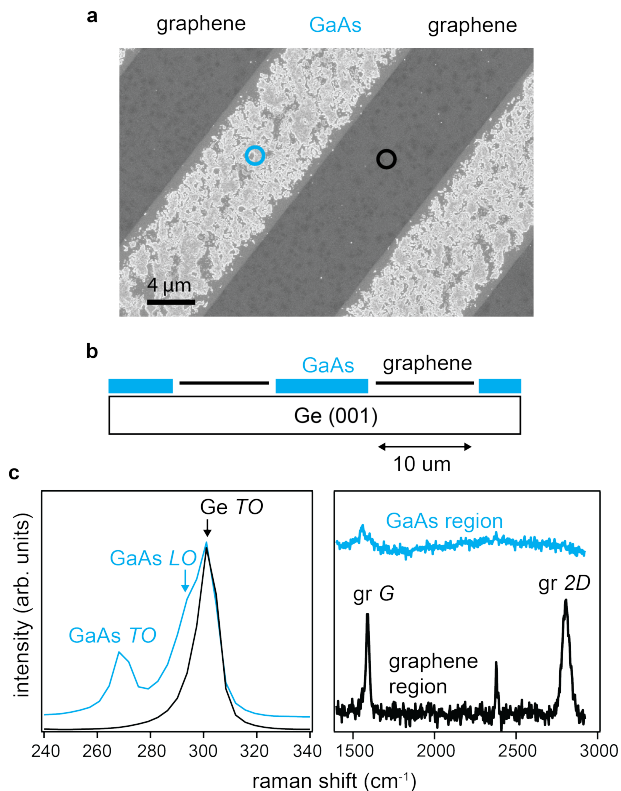 a
graphene GaAs graphene
4 μm
b
GaAs graphene
Ge (001)
10 um
c
Ge TO
GaAs LO
GaAs TO
GaAs region
gr G
gr 2D
graphene
region
intensity (arb. units)
240 260 280 300 320 340
1500 2000 2500 3000
raman shift (cm⁻¹)